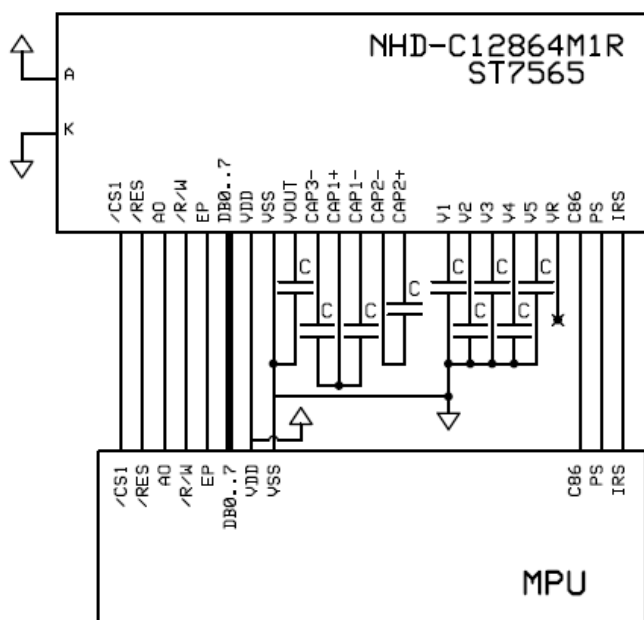 NHD-C12864M1R
ST7565
A
K
/CS1
/RES
A0
/R/W
EP
DB0..7
VDD
VSS
VOUT
CAP3-
CAP1+
CAP1-
CAP2-
CAP2+
V1
V2
V3
V4
V5
VR
C86
PS
IRS
C
C
C
C
C
C
C
C
C
/CS1
/RES
A0
/R/W
EP
DB0..7
VDD
VSS
C86
PS
IRS
MPU